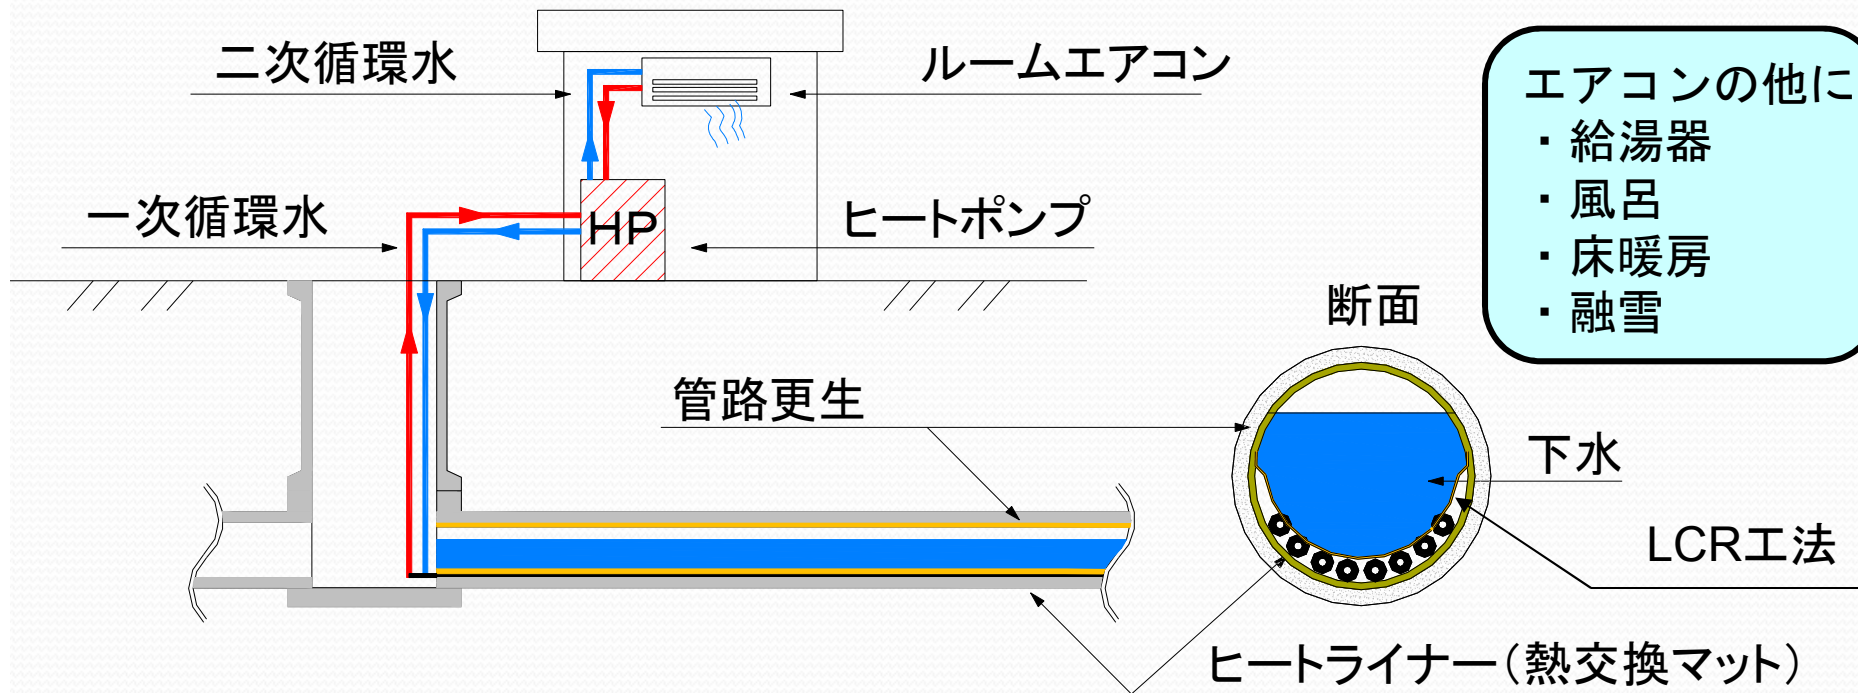 二次循環水
ルームエアコン
エアコンの他に
・給湯器
・風呂
・床暖房
・融雪
一次循環水
HP
ヒートポンプ
断面
管路更生
下水
LCR工法
ヒートライナー（熱交換マット）